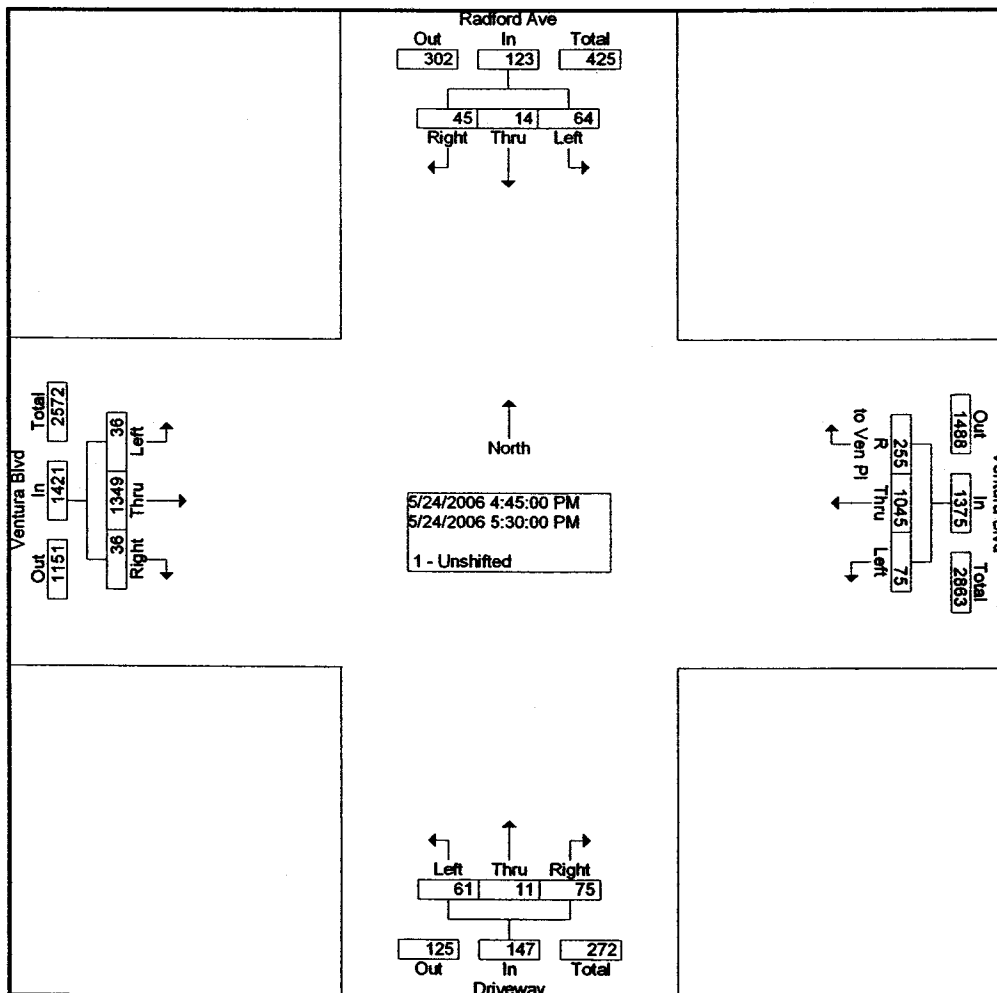 Radford Ave
Out In Total
302 123 425
45 14 64
Right Thru Left
Ventura Blvd
Total In Out
2572 1421 1151
36 1349 36
Left Thru Right
North
5/24/2006 4:45:00 PM
5/24/2006 5:30:00 PM
1 - Unshifted
Ventura Blvd
Out In Total
1488 1375 2863
255 1045 75
R Thru Left
to Ven Pl
Left Thru Right
61 11 75
125 147 272
Out In Total
Driveway